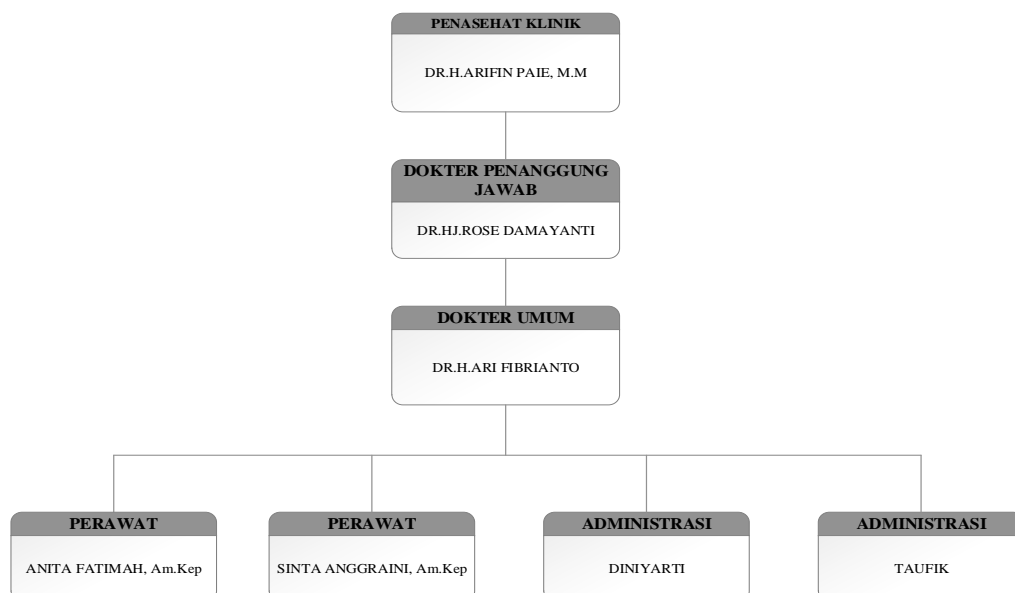 PENASEHAT KLINIK
DR.H.ARIFIN PAIE, M.M
DOKTER PENANGGUNG
JAWAB
DR.HJ.ROSE DAMAYANTI
DOKTER UMUM
DR.H.ARI FIBRIANTO
PERAWAT
ANITA FATIMAH, Am.Kep
PERAWAT
SINTA ANGGRAINI, Am.Kep
ADMINISTRASI
DINIYARTI
ADMINISTRASI
TAUFIK